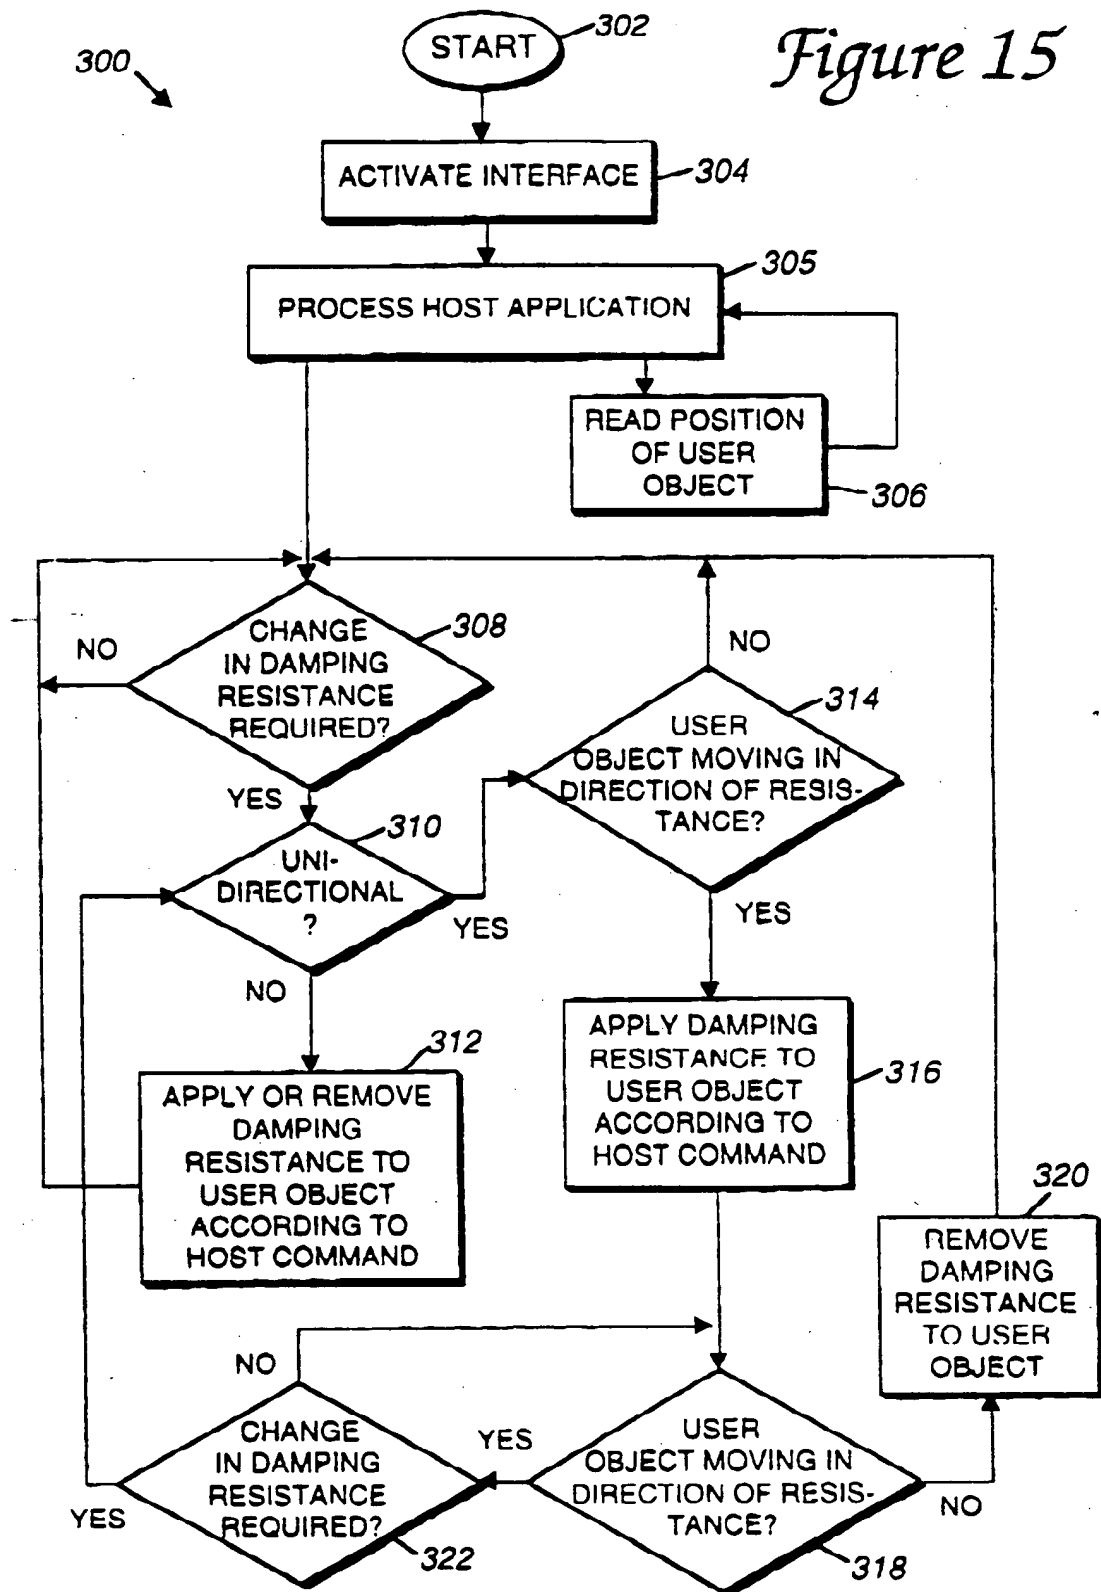 Figure 15
300
START
302
ACTIVATE INTERFACE
304
PROCESS HOST APPLICATION
305
READ POSITION
OF USER
OBJECT
306
CHANGE
IN DAMPING
RESISTANCE
REQUIRED?
308
NO
YES
UNI-
DIRECTIONAL
?
310
YES
NO
APPLY OR REMOVE
DAMPING
RESISTANCE TO
USER OBJECT
ACCORDING TO
HOST COMMAND
312
NO
USER
OBJECT MOVING IN
DIRECTION OF RESIS-
TANCE?
314
YES
APPLY DAMPING
RESISTANCE TO
USER OBJECT
ACCORDING TO
HOST COMMAND
316
REMOVE
DAMPING
RESISTANCE
TO USER
OBJECT
320
USER
OBJECT MOVING IN
DIRECTION OF RESIS-
TANCE?
318
NO
YES
CHANGE
IN DAMPING
RESISTANCE
REQUIRED?
322
NO
YES